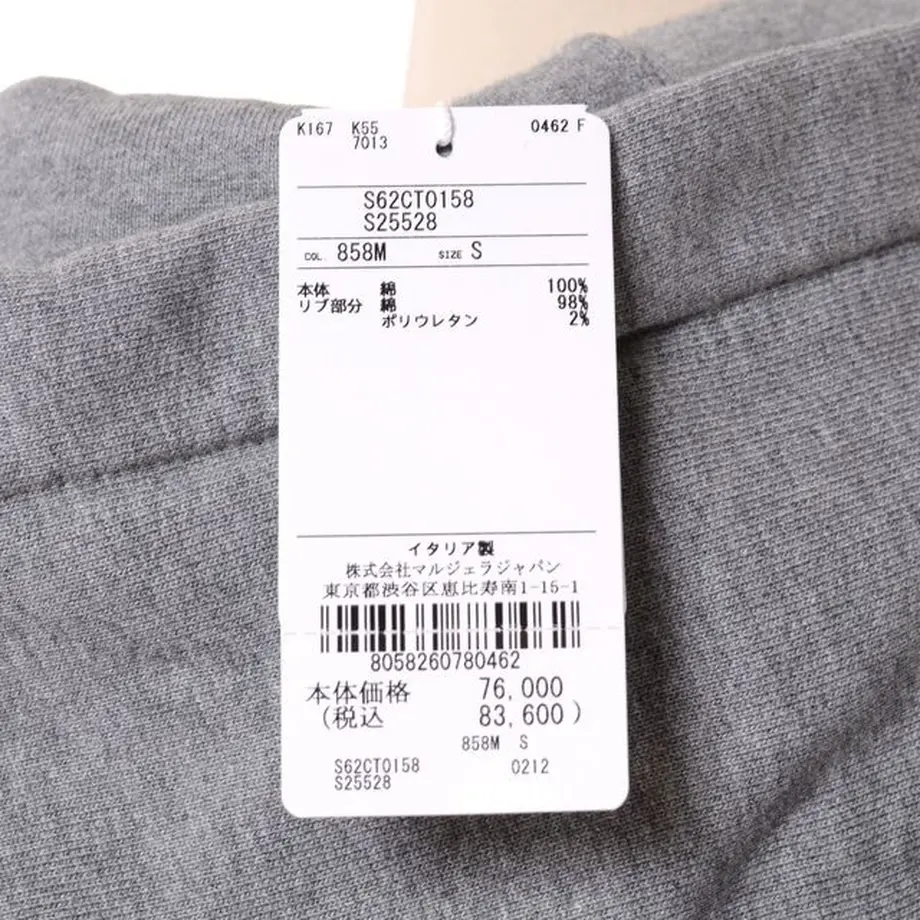 K167 K55 0462 F
7013
S62CT0158
S25528
COL 858M SIZE S
本体 綿 100%
リブ部分 綿 98%
ポリウレタン 2%
イタリア製
株式会社マルジェラジャパン
東京都渋谷区恵比寿南1-15-1
8058260780462
本体価格 76,000
(税込 83,600)
858M S
S62CT0158 0212
S25528